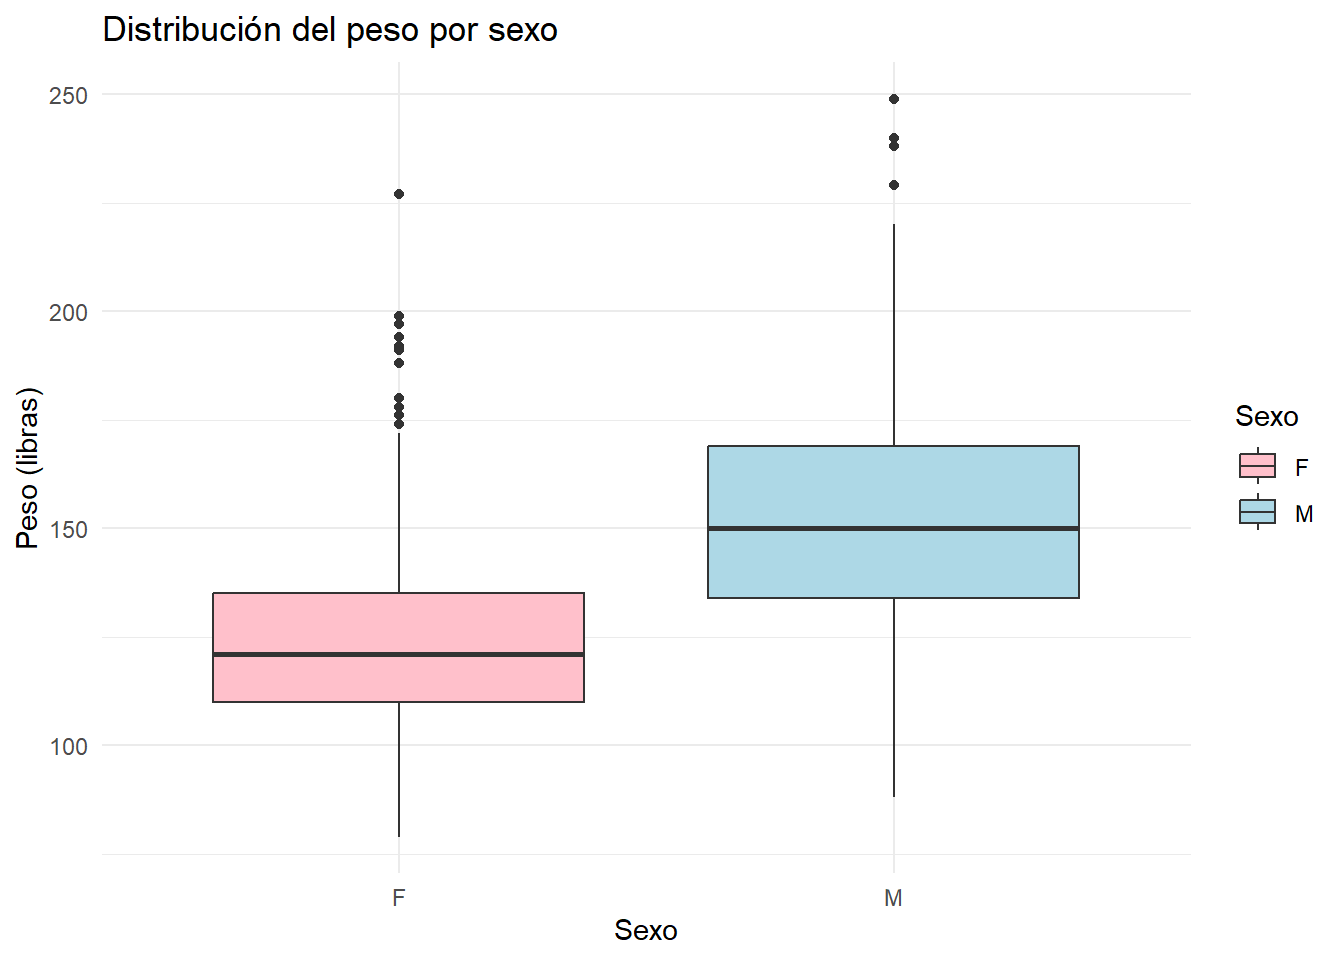 Distribución del peso por sexo
250
200
150
100
Peso (libras)
F
M
Sexo
Sexo
F
M